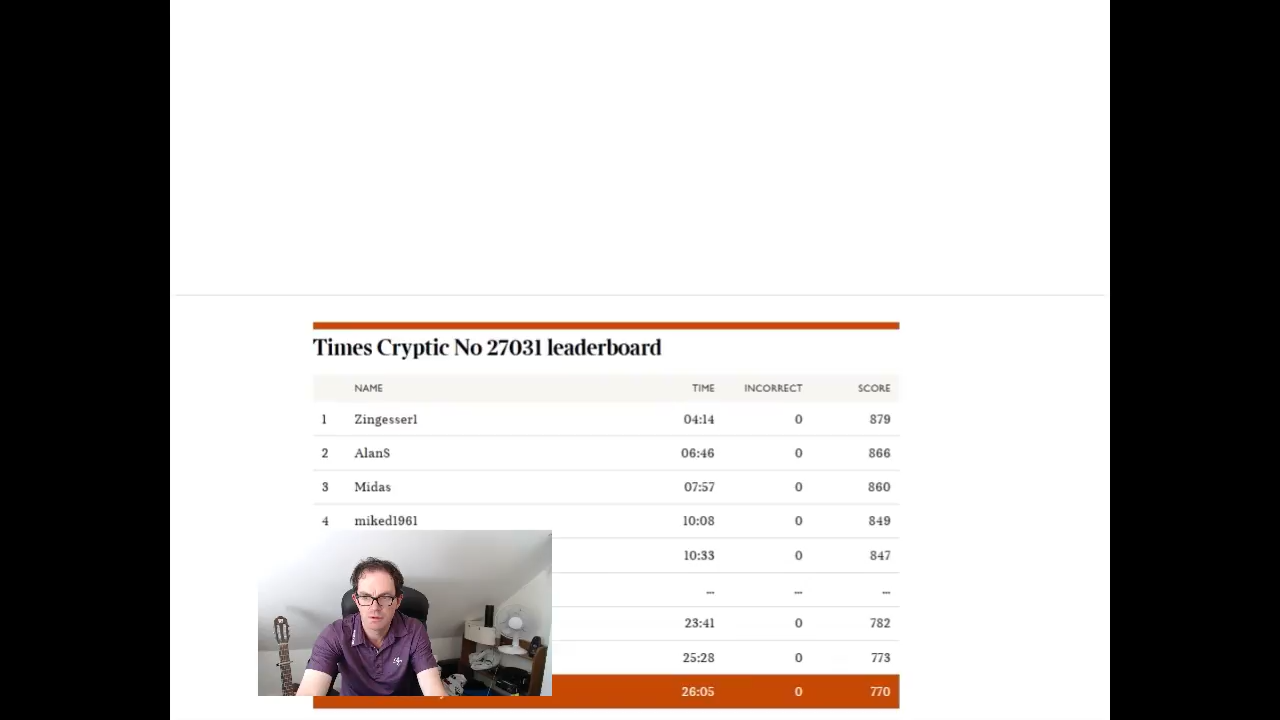 Times Cryptic No 27031 leaderboard
NAME TIME INCORRECT SCORE
1 Zingesser1 04:14 0 879
2 AlanS 06:46 0 866
3 Midas 07:57 0 860
4 miked1961 10:08 0 849
10:33 0 847
... ... ...
23:41 0 782
25:28 0 773
26:05 0 770